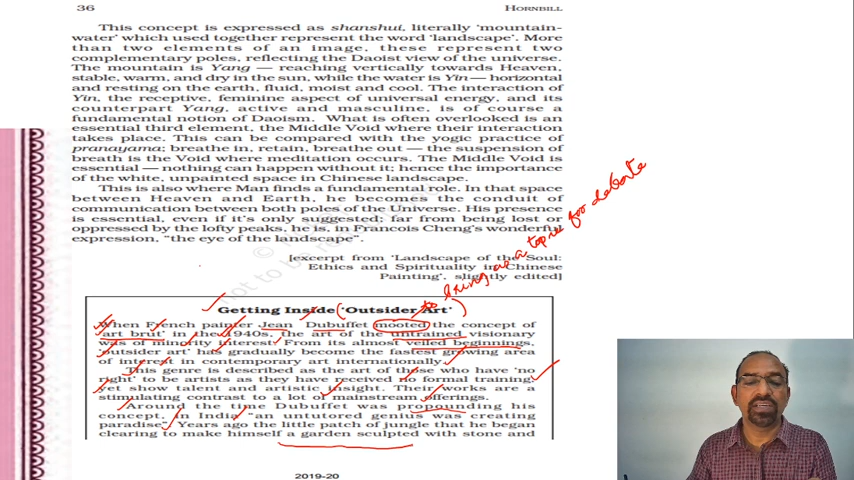 36
HORNBILL
This concept is expressed as shanshui, literally ‘mountain-
water’ which used together represent the word ‘landscape’. More
than two elements of an image, these represent two
complementary poles, reflecting the Daoist view of the universe.
The mountain is Yang — reaching vertically towards Heaven,
stable, warm, and dry in the sun, while the water is Yin — horizontal
and resting on the earth, fluid, moist and cool. The interaction of
Yin, the receptive, feminine aspect of universal energy, and its
counterpart Yang, active and masculine, is of course a
fundamental notion of Daoism. What is often overlooked is an
essential third element, the Middle Void where their interaction
takes place. This can be compared with the yogic practice of
pranayama; breathe in, retain, breathe out — the suspension of
breath is the Void where meditation occurs. The Middle Void is
essential — nothing can happen without it; hence the importance
of the white, unpainted space in Chinese landscape.
This is also where Man finds a fundamental role. In that space
between Heaven and Earth, he becomes the conduit of
communication between both poles of the Universe. His presence
is essential, even if it’s only suggested; far from being lost or
oppressed by the lofty peaks, he is, in Francois Cheng’s wonderful
expression, “the eye of the landscape”.
[excerpt from ‘Landscape of the Soul:
Ethics and Spirituality in Chinese
Painting’, slightly edited]
to bring as a topic for debate
Getting Inside (‘Outsider Art’)
When French painter Jean Dubuffet mooted the concept of
‘art brut’ in the 1940s, the art of the untrained visionary
was of minority interest. From its almost veiled beginnings,
‘outsider art’ has gradually become the fastest growing area
of interest in contemporary art internationally.
This genre is described as the art of those who have ‘no
right’ to be artists as they have received no formal training,
yet show talent and artistic insight. Their works are a
stimulating contrast to a lot of mainstream offerings.
Around the time Dubuffet was propounding his
concept, in India “an untutored genius was creating
paradise”. Years ago the little patch of jungle that he began
clearing to make himself a garden sculpted with stone and
2019-20